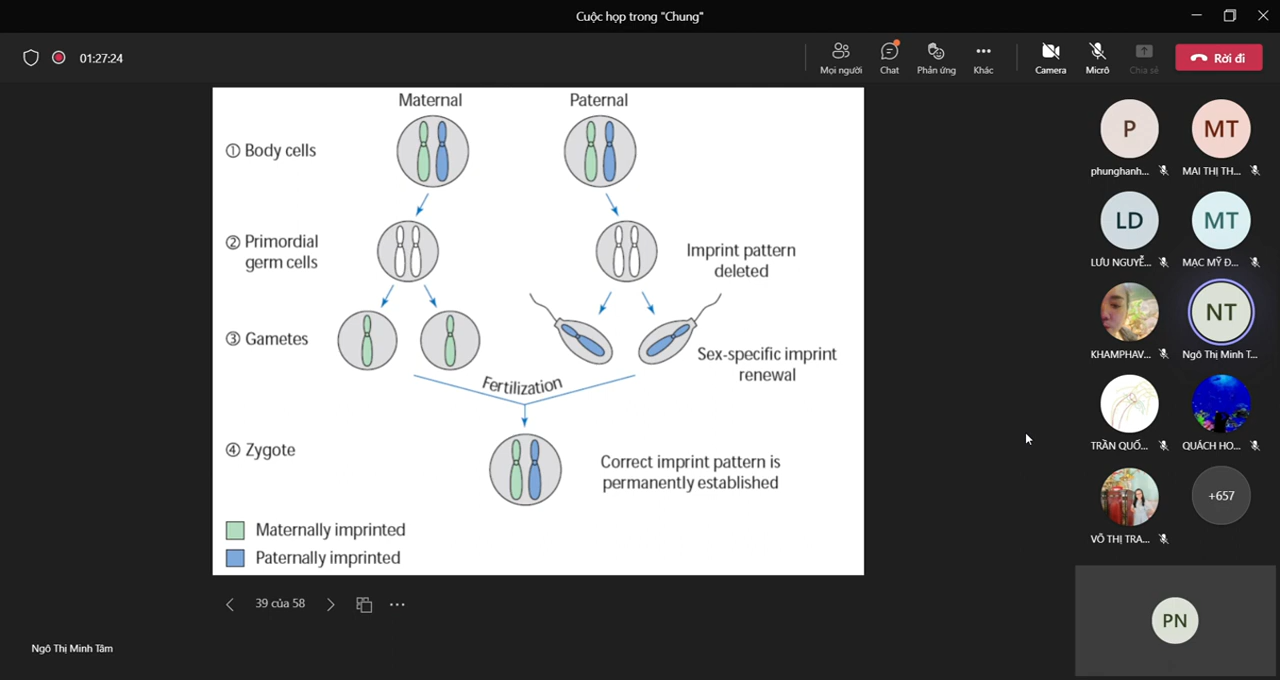 Cuộc họp trong "Chung"
01:27:24
Mọi người
Chat
Phản ứng
Khác
Camera
Micrô
Chia sẻ
Rời đi
Maternal
Paternal
① Body cells
② Primordial
germ cells
Imprint pattern
deleted
③ Gametes
Sex-specific imprint
renewal
Fertilization
④ Zygote
Correct imprint pattern is
permanently established
Maternally imprinted
Paternally imprinted
39 của 58
Ngô Thị Minh Tâm
P
phunghanh...
MT
MAI THỊ TH...
LD
LƯU NGUYỄ...
MT
MẠC MỸ Đ...
KHAMPHAV...
NT
Ngô Thị Minh T...
TRẦN QUỐ...
QUÁCH HO...
VÕ THỊ TRA...
+657
PN